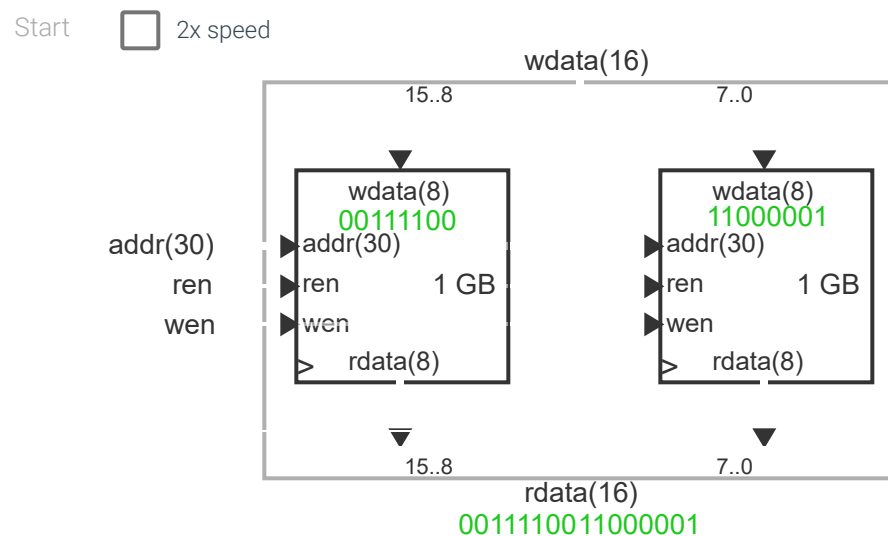 Start 2x speed
wdata(16)
15..8 7..0
wdata(8) wdata(8)
00111100 11000001
addr(30) addr(30) addr(30)
ren ren 1 GB ren 1 GB
wen wen wen
> rdata(8) > rdata(8)
15..8 7..0
rdata(16)
0011110011000001